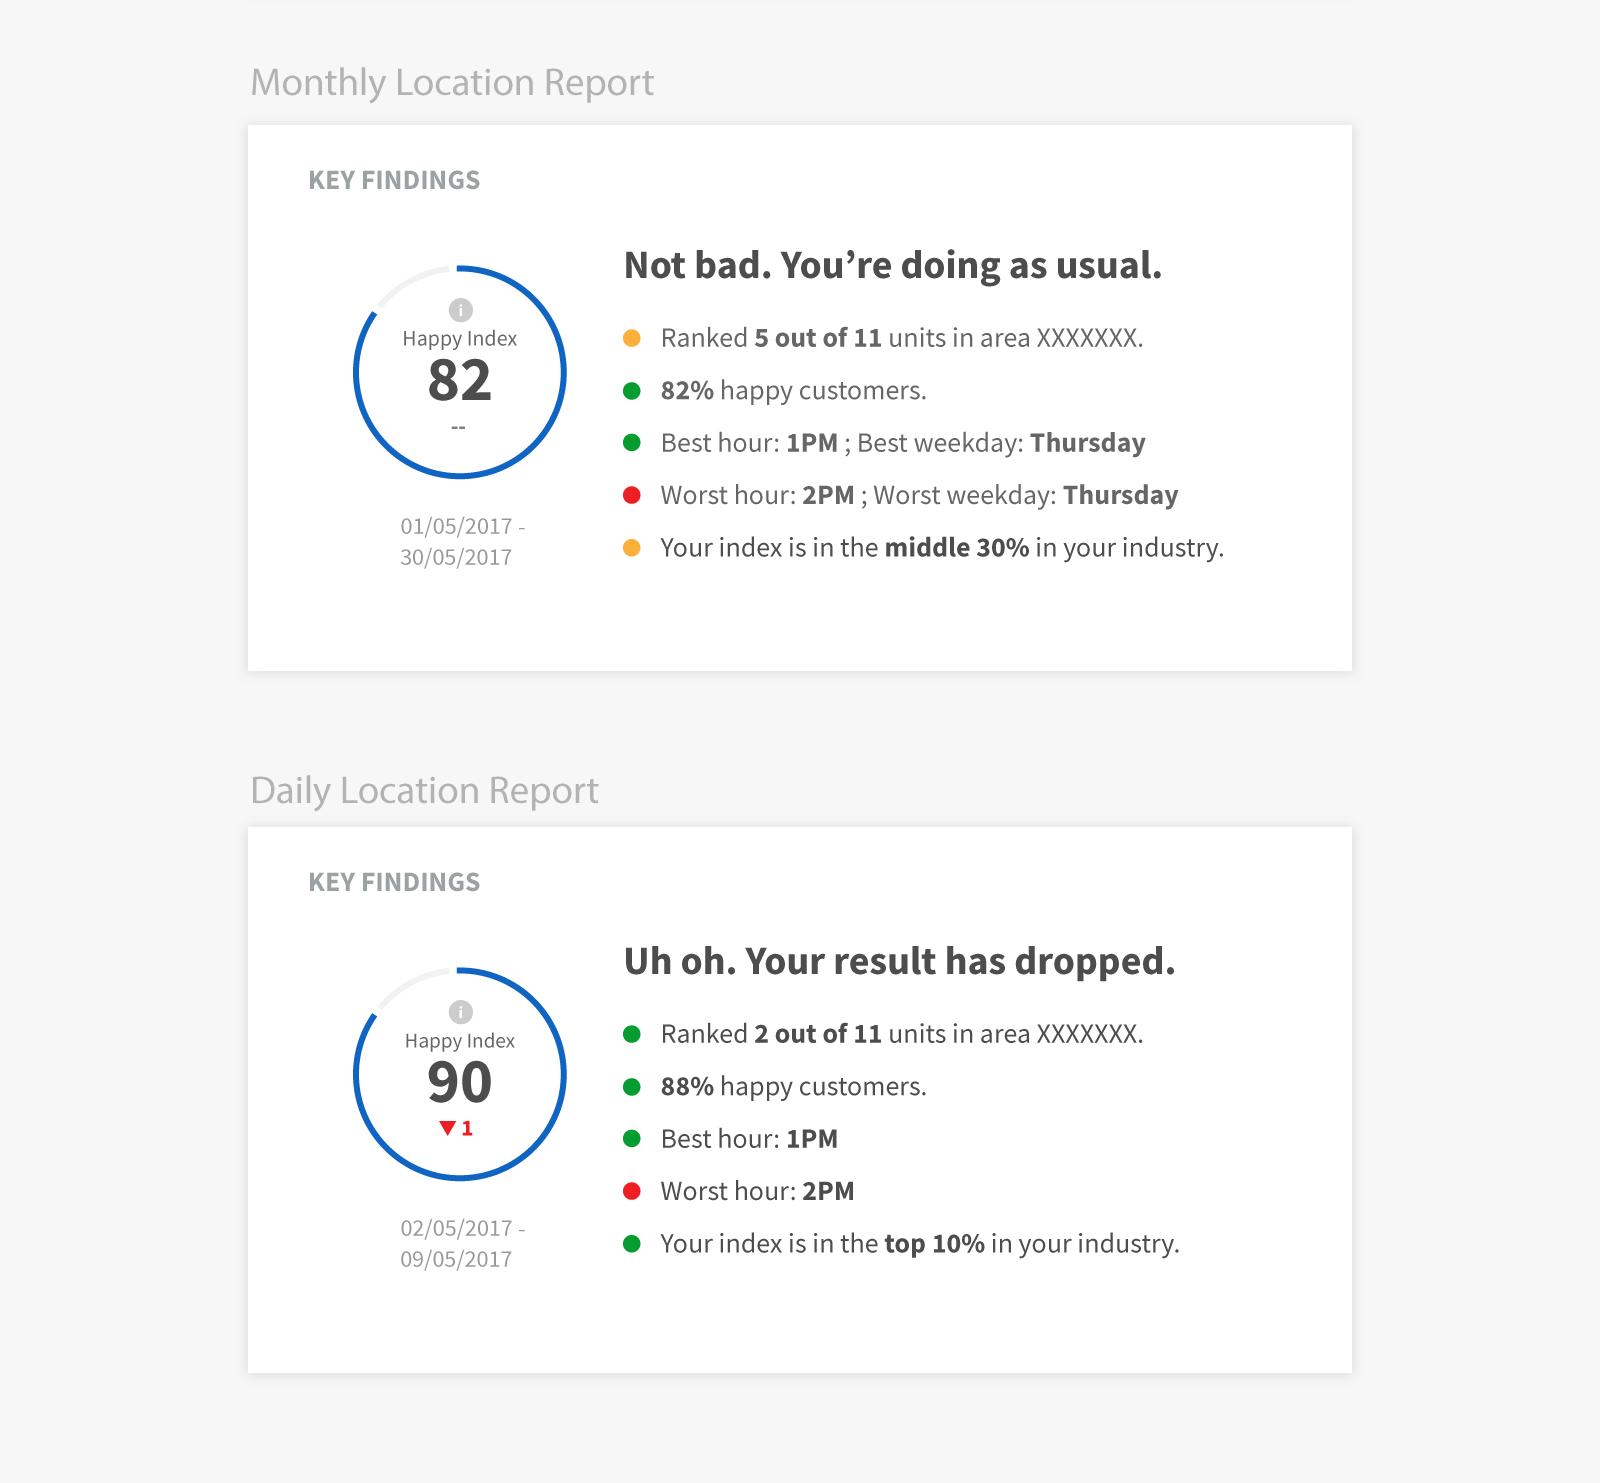 Monthly Location Report
KEY FINDINGS
i
Happy Index
82
--
01/05/2017 -
30/05/2017
Not bad. You’re doing as usual.
Ranked 5 out of 11 units in area XXXXXXX.
82% happy customers.
Best hour: 1PM ; Best weekday: Thursday
Worst hour: 2PM ; Worst weekday: Thursday
Your index is in the middle 30% in your industry.
Daily Location Report
KEY FINDINGS
i
Happy Index
90
▼ 1
02/05/2017 -
09/05/2017
Uh oh. Your result has dropped.
Ranked 2 out of 11 units in area XXXXXXX.
88% happy customers.
Best hour: 1PM
Worst hour: 2PM
Your index is in the top 10% in your industry.